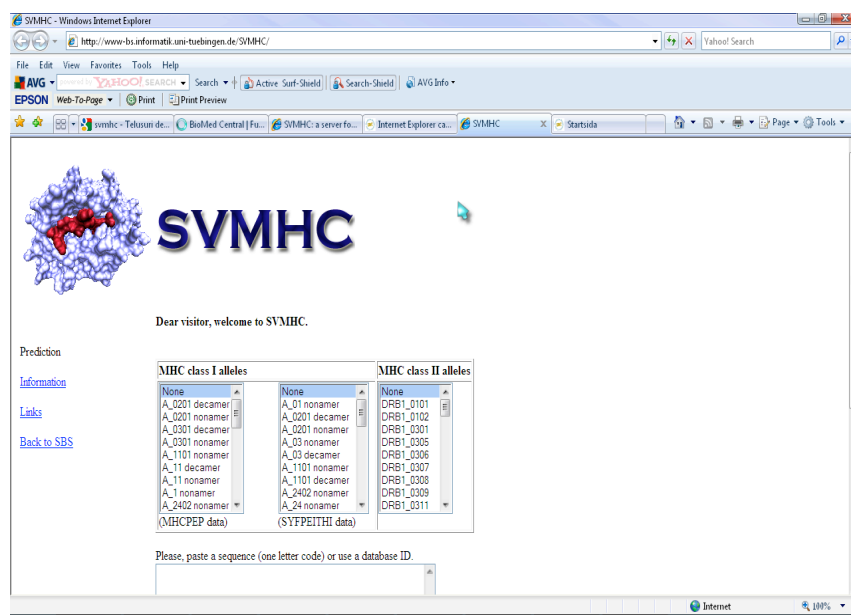 SVMHC - Windows Internet Explorer
http://www-bs.informatik.uni-tuebingen.de/SVMHC/
Yahoo! Search
File Edit View Favorites Tools Help
AVG YAHOO! SEARCH Search Active Surf-Shield Search-Shield AVG Info
EPSON Web-To-Page Print Print Preview
svmhc - Telusuri de... BioMed Central | Fu... SVMHC: a server fo... Internet Explorer ca... SVMHC X Startsida Page Tools
SVMHC
Dear visitor, welcome to SVMHC.
Prediction
Information
Links
Back to SBS
MHC class I alleles
None
A_0201 decamer
A_0201 nonamer
A_0301 decamer
A_0301 nonamer
A_1101 nonamer
A_11 decamer
A_11 nonamer
A_1 nonamer
A_2402 nonamer
(MHCPEP data)
None
A_01 nonamer
A_0201 decamer
A_0201 nonamer
A_03 nonamer
A_03 decamer
A_1101 nonamer
A_1101 decamer
A_2402 nonamer
A_24 nonamer
(SYFPEITHI data)
MHC class II alleles
None
DRB1_0101
DRB1_0102
DRB1_0301
DRB1_0305
DRB1_0306
DRB1_0307
DRB1_0308
DRB1_0309
DRB1_0311
Please, paste a sequence (one letter code) or use a database ID.
Internet 100%